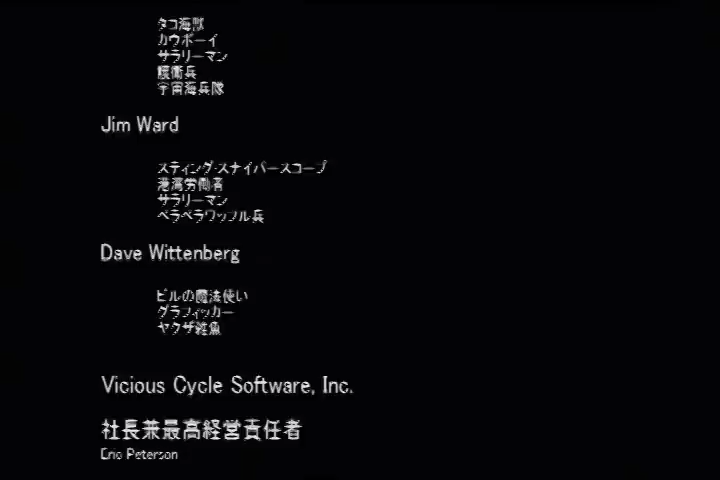 タコ海獣
カウボーイ
サラリーマン
護衛兵
宇宙海兵隊
Jim Ward
スティング・スナイパースコープ
港湾労働者
サラリーマン
ペラペラワッフル兵
Dave Wittenberg
ビルの魔法使い
グラフィッカー
ヤクザ雑魚
Vicious Cycle Software, Inc.
社長兼最高経営責任者
Eric Peterson